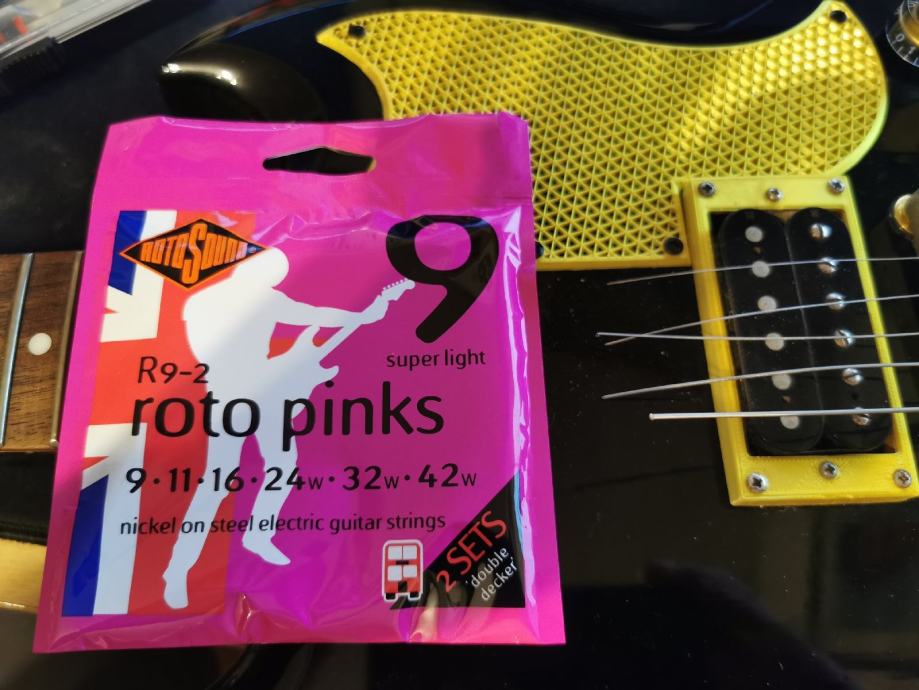 ROTOSOUND
9
super light
R9-2
roto pinks
9·11·16·24w·32w·42w
nickel on steel electric guitar strings
2 SETS
double
decker